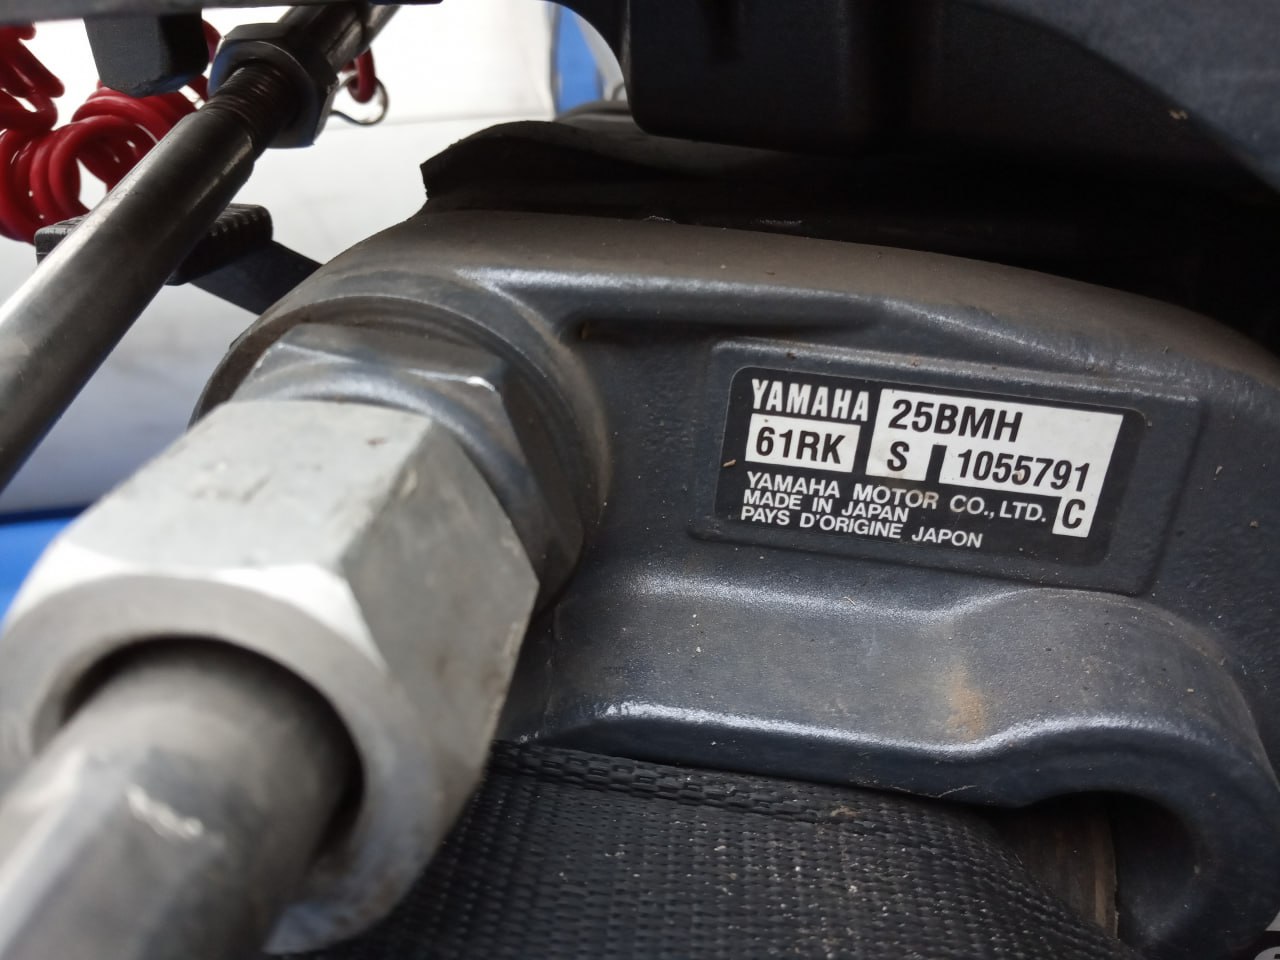 YAMAHA 25BMH
61RK S 1055791
YAMAHA MOTOR CO., LTD. C
MADE IN JAPAN
PAYS D'ORIGINE JAPON